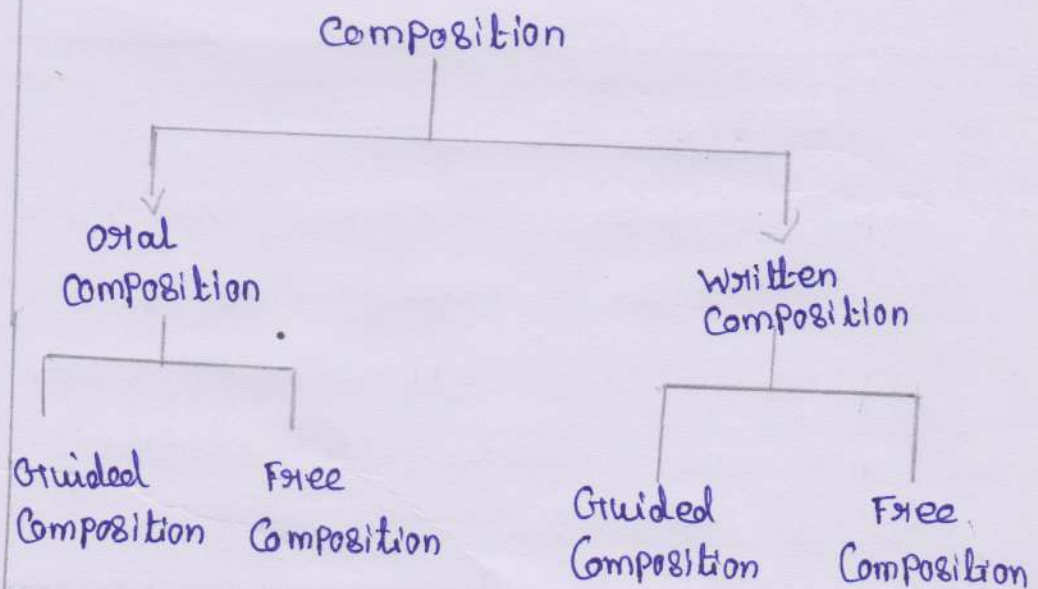 Composition
Oral
Composition
Written
Composition
Guided
Composition
Free
Composition
Guided
Composition
Free
Composition